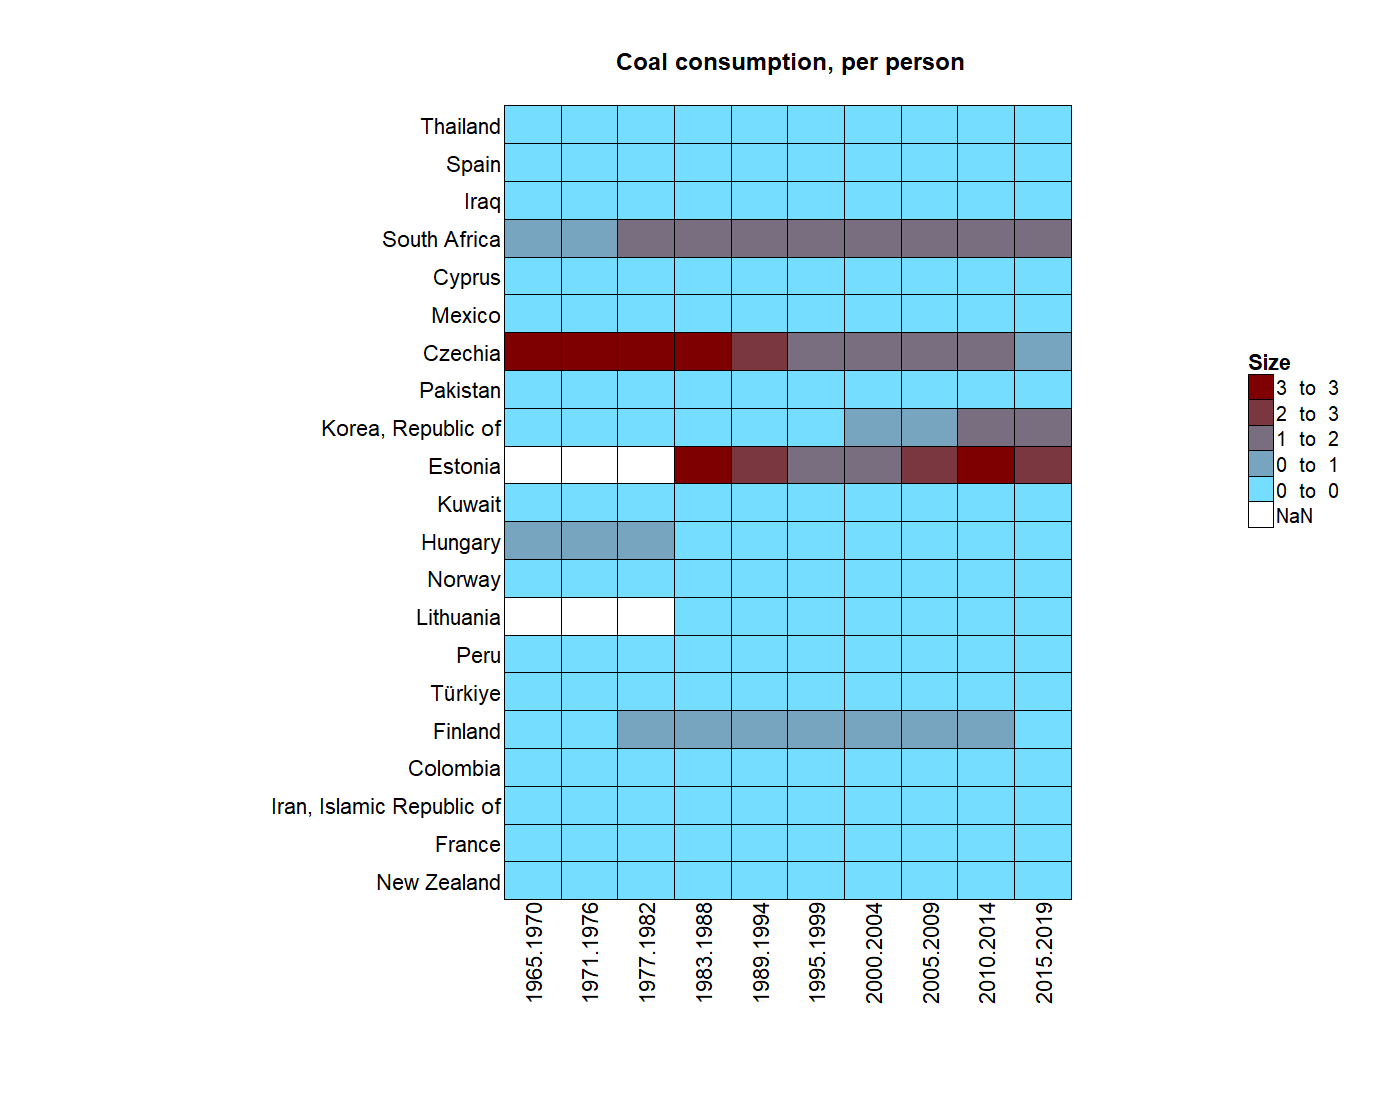 Coal consumption, per person
Thailand
Spain
Iraq
South Africa
Cyprus
Mexico
Czechia
Pakistan
Korea, Republic of
Estonia
Kuwait
Hungary
Norway
Lithuania
Peru
Türkiye
Finland
Colombia
Iran, Islamic Republic of
France
New Zealand
1965.1970
1971.1976
1977.1982
1983.1988
1989.1994
1995.1999
2000.2004
2005.2009
2010.2014
2015.2019
Size
3 to 3
2 to 3
1 to 2
0 to 1
0 to 0
NaN